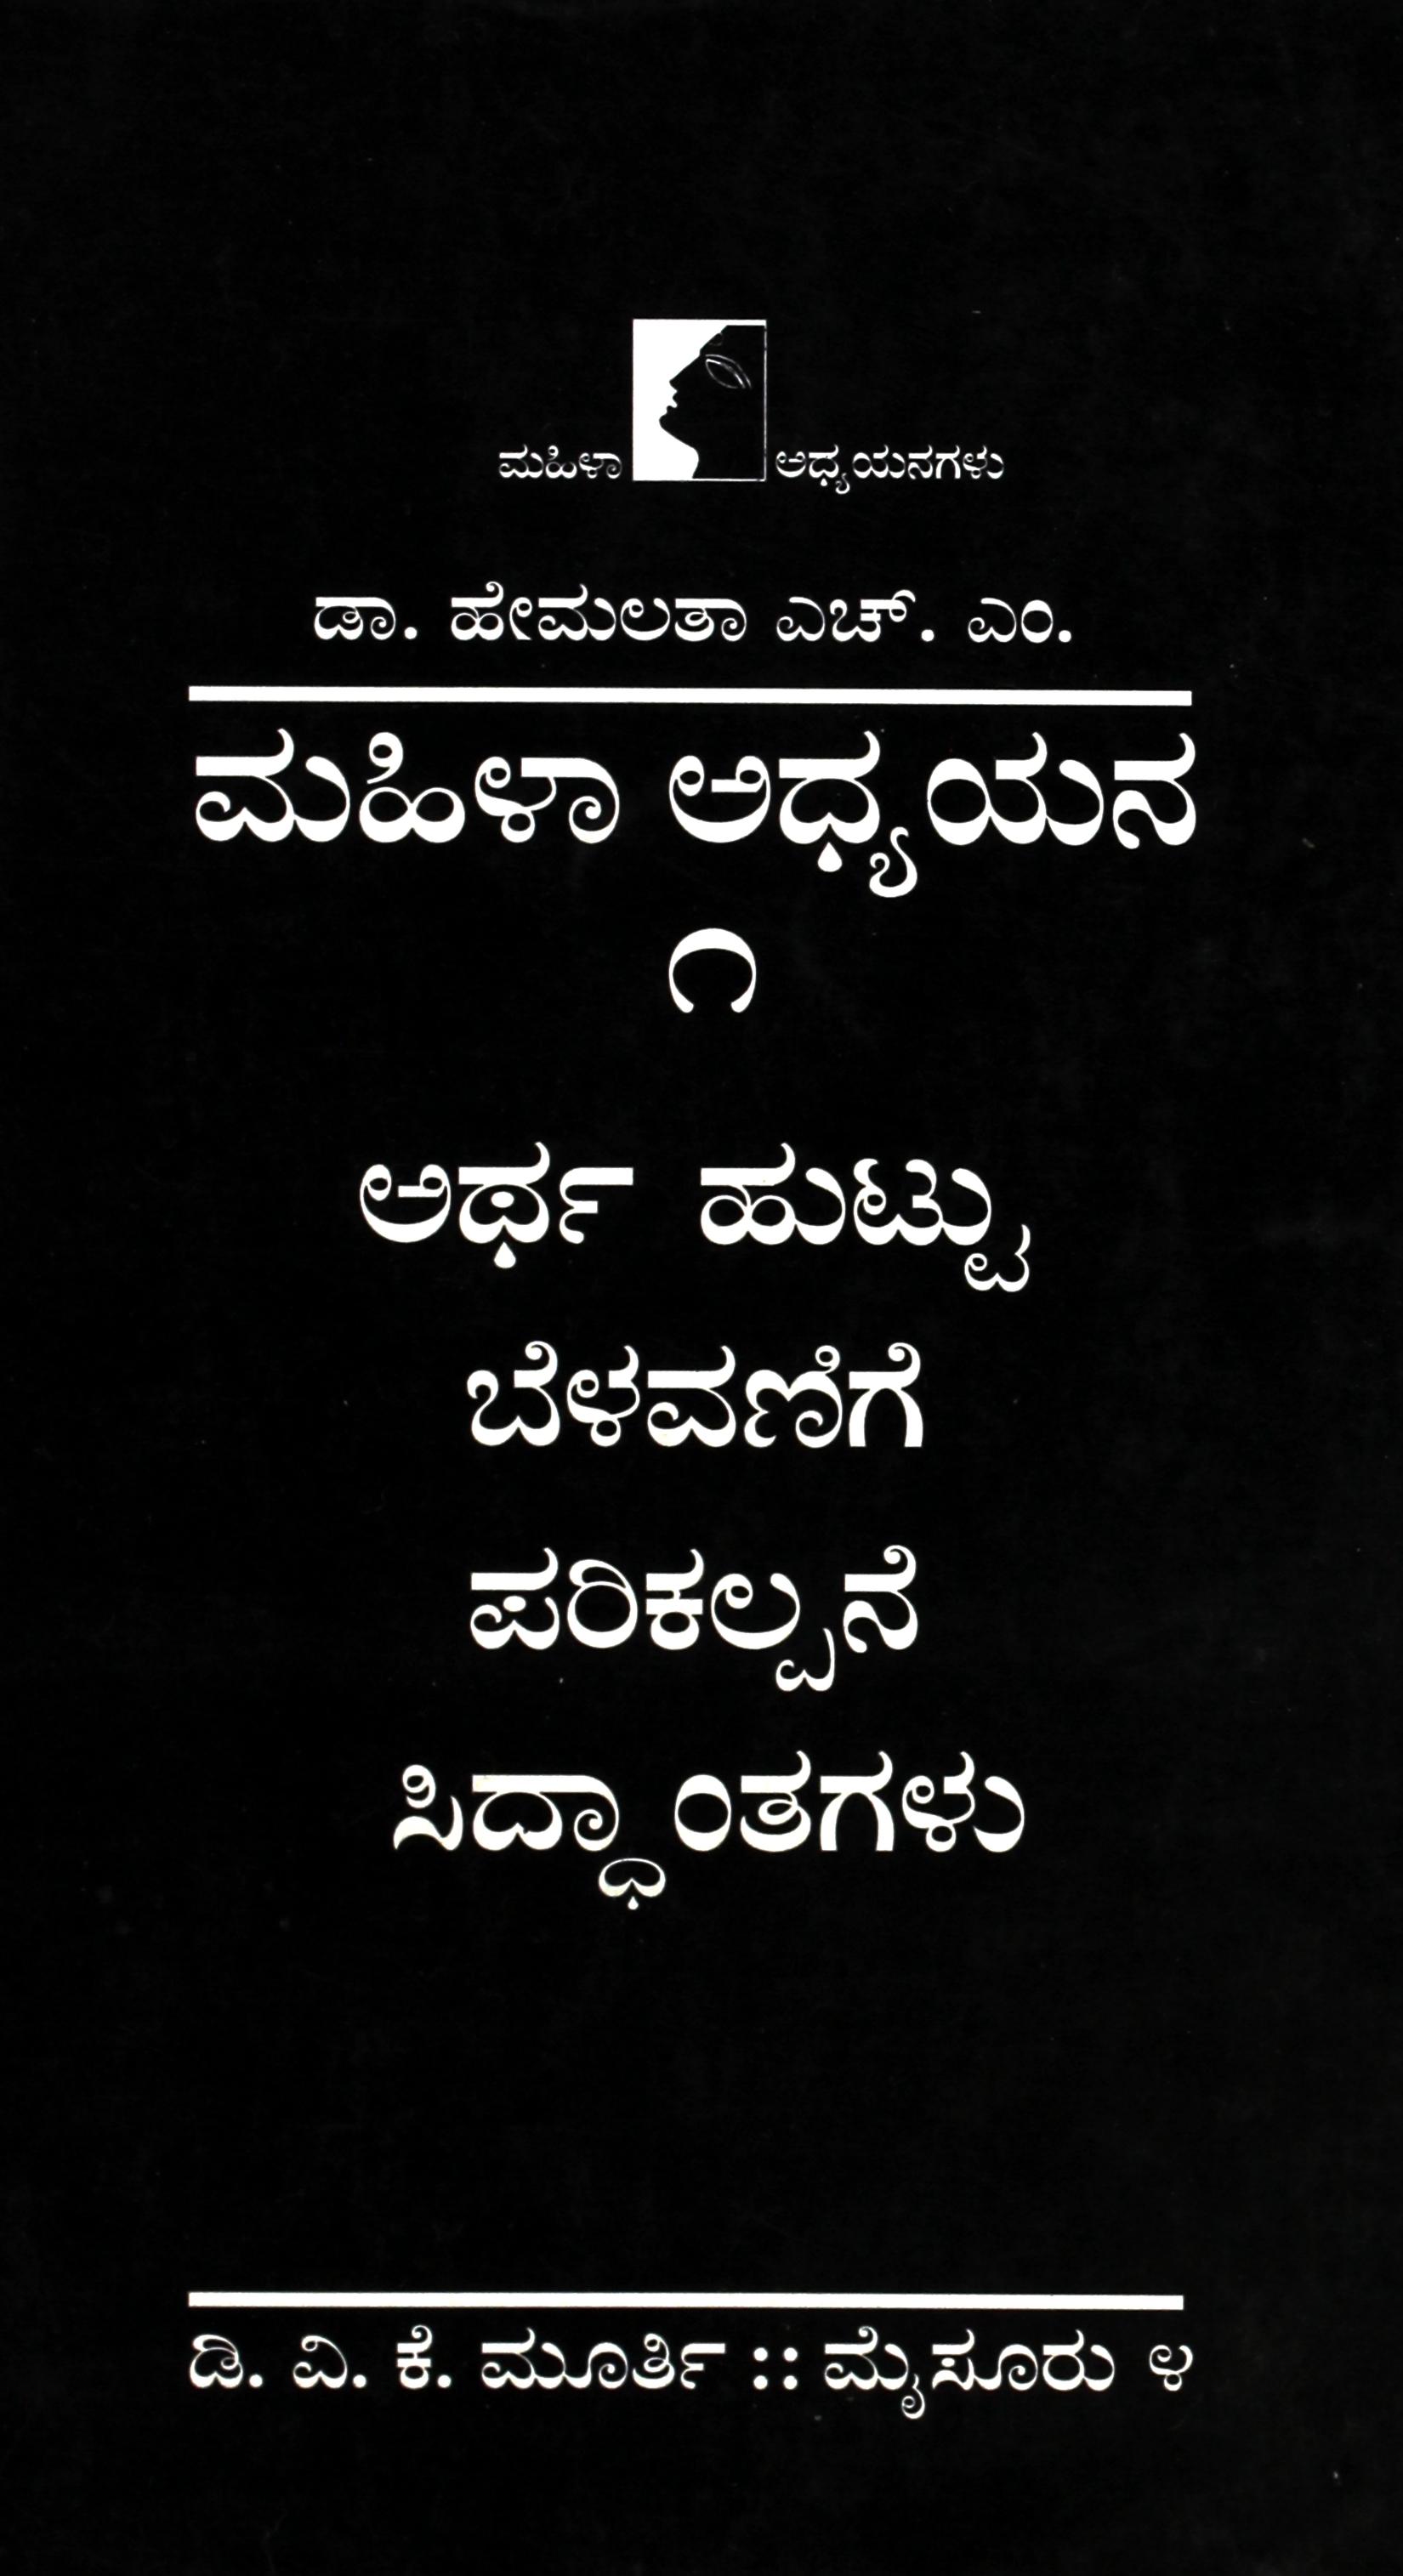 ಮಹಿಳಾ ಅಧ್ಯಯನಗಳು
ಡಾ. ಹೇಮಲತಾ ಎಚ್. ಎಂ.
ಮಹಿಳಾ ಅಧ್ಯಯನ
೧
ಅರ್ಥ ಹುಟ್ಟು
ಬೆಳವಣಿಗೆ
ಪರಿಕಲ್ಪನೆ
ಸಿದ್ಧಾಂತಗಳು
ಡಿ. ವಿ. ಕೆ. ಮೂರ್ತಿ :: ಮೈಸೂರು ೪